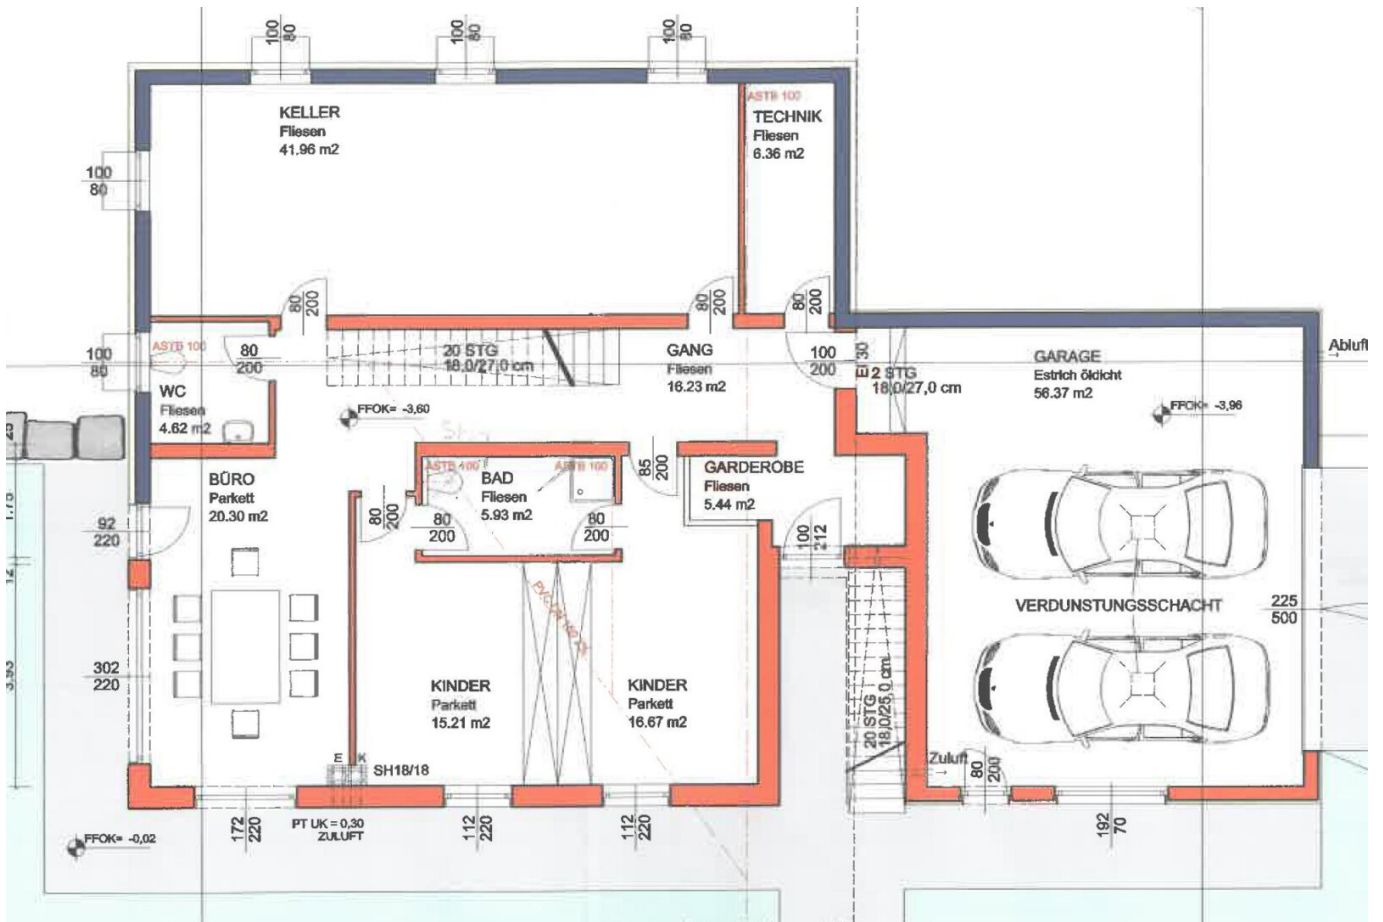 100
80
100
80
100
80
KELLER
Fliesen
41.96 m2
ASTB 100
TECHNIK
Fliesen
6.36 m2
100
80
80
200
80
200
80
200
ASTB 100
100
80
WC
Fliesen
4.62 m2
80
200
20 STG
18,0/27,0 cm
GANG
Fliesen
16.23 m2
100
200
EI 30
2 STG
18,0/27,0 cm
GARAGE
Estrich öldicht
56.37 m2
Abluft
FFOK= -3,60
FFOK= -3,96
BÜRO
Parkett
20.30 m2
ASTB 100
ASTB 100
BAD
Fliesen
5.93 m2
85
200
GARDEROBE
Fliesen
5.44 m2
92
220
80
200
80
200
80
200
100
212
VERDUNSTUNGSSCHACHT
225
500
302
220
KINDER
Parkett
15.21 m2
KINDER
Parkett
16.67 m2
20 STG
18,0/25,0 cm
E K
SH18/18
Zuluft
80
200
PT UK = 0,30
ZULUFT
172
220
112
220
112
220
192
70
FFOK= -0,02